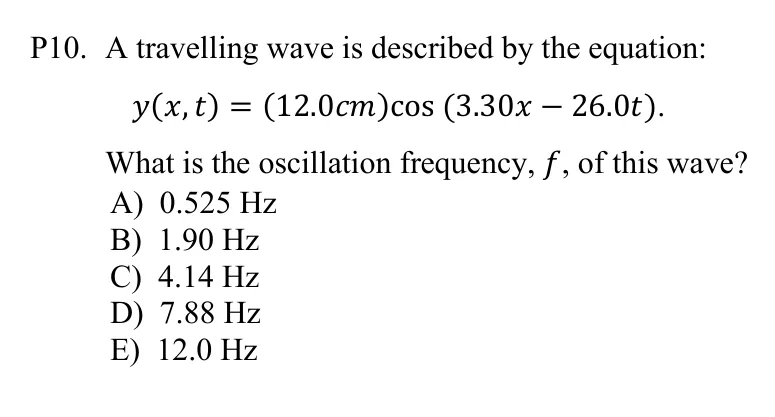 P10. A travelling wave is described by the equation:
y(x, t) = (12.0cm)cos (3.30x − 26.0t).
What is the oscillation frequency, f, of this wave?
A) 0.525 Hz
B) 1.90 Hz
C) 4.14 Hz
D) 7.88 Hz
E) 12.0 Hz